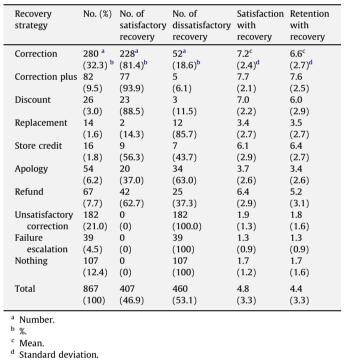 Recovery strategy No. (%) No. of satisfactory recovery No. of dissatisfactory recovery Satisfaction with recovery Retention with recovery
Correction 280 a 228a 52a 7.2c 6.6c
(32.3) b (81.4)b (18.6)b (2.4)d (2.7)d
Correction plus 82 77 5 7.7 7.6
(9.5) (93.9) (6.1) (2.1) (2.5)
Discount 26 23 3 7.0 6.0
(3.0) (88.5) (11.5) (2.2) (2.9)
Replacement 14 2 12 3.4 3.5
(1.6) (14.3) (85.7) (2.7) (2.7)
Store credit 16 9 7 6.1 6.4
(1.8) (56.3) (43.7) (2.9) (2.7)
Apology 54 20 34 3.7 3.4
(6.2) (37.0) (63.0) (2.6) (2.6)
Refund 67 42 25 6.4 5.2
(7.7) (62.7) (37.3) (2.9) (3.1)
Unsatisfactory 182 0 182 1.9 1.8
correction (21.0) (0) (100.0) (1.3) (1.6)
Failure 39 0 39 1.3 1.3
escalation (4.5) (0) (100) (0.9) (0.9)
Nothing 107 0 107 1.7 1.7
(12.4) (0) (100) (1.2) (1.6)
Total 867 407 460 4.8 4.4
(100) (46.9) (53.1) (3.3) (3.3)
a Number.
b %.
c Mean.
d Standard deviation.